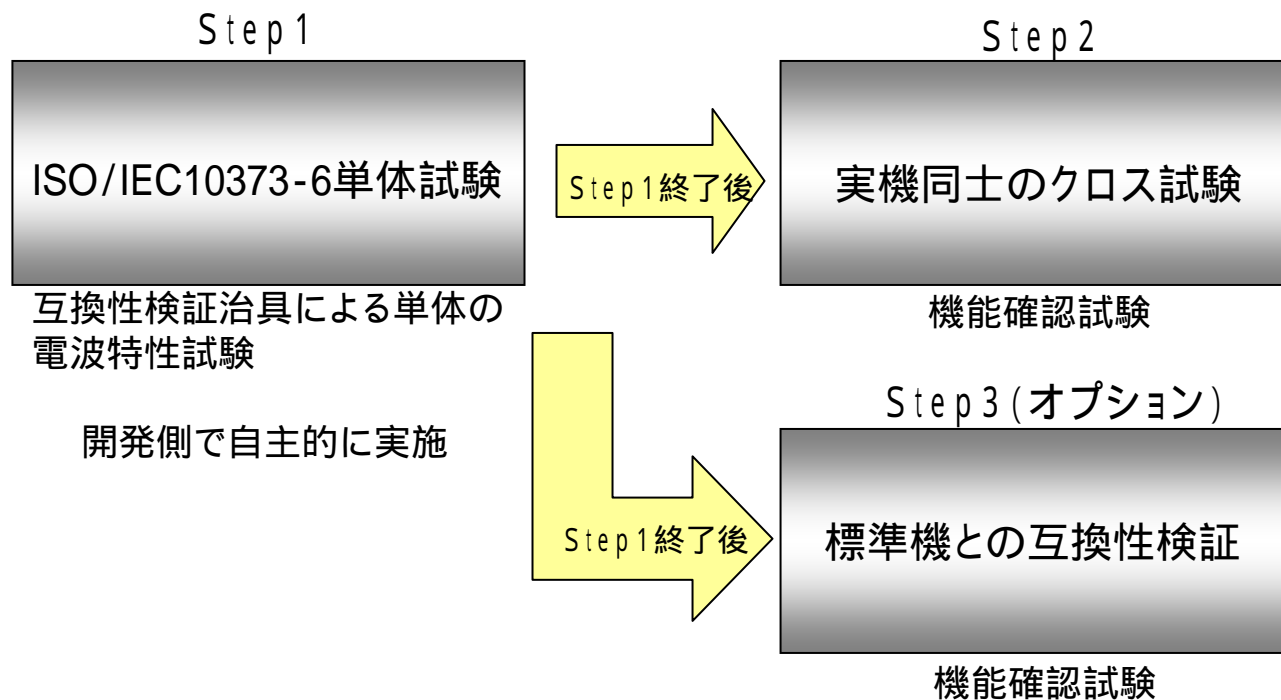 Step1
ISO/IEC10373-6単体試験
互換性検証治具による単体の
電波特性試験
開発側で自主的に実施
Step1終了後
Step2
実機同士のクロス試験
機能確認試験
Step1終了後
Step3(オプション)
標準機との互換性検証
機能確認試験